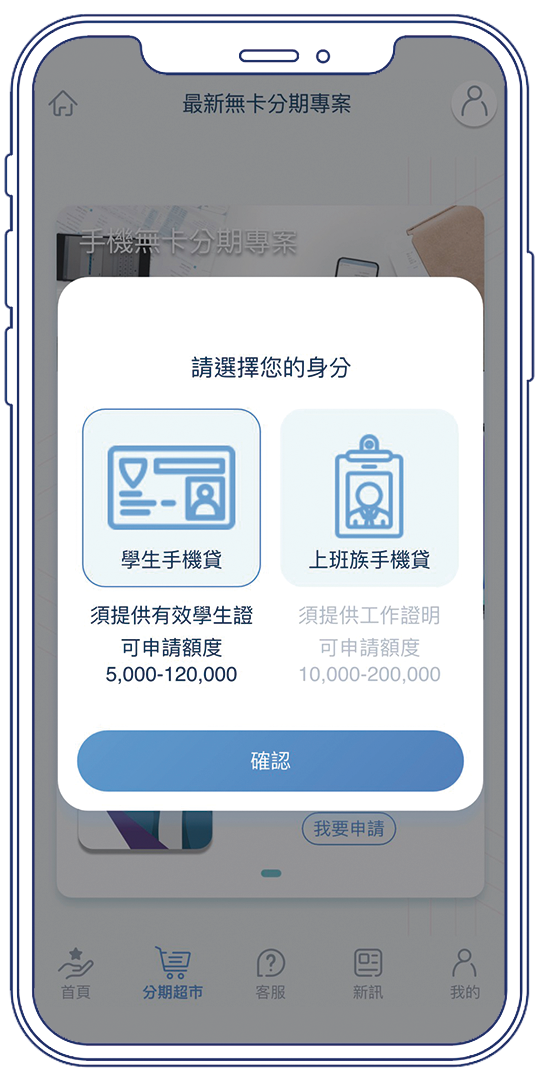 最新無卡分期專案
手機無卡分期專案
請選擇您的身分
學生手機貸
上班族手機貸
須提供有效學生證
可申請額度
5,000-120,000
須提供工作證明
可申請額度
10,000-200,000
確認
我要申請
首頁
分期超市
客服
新訊
我的